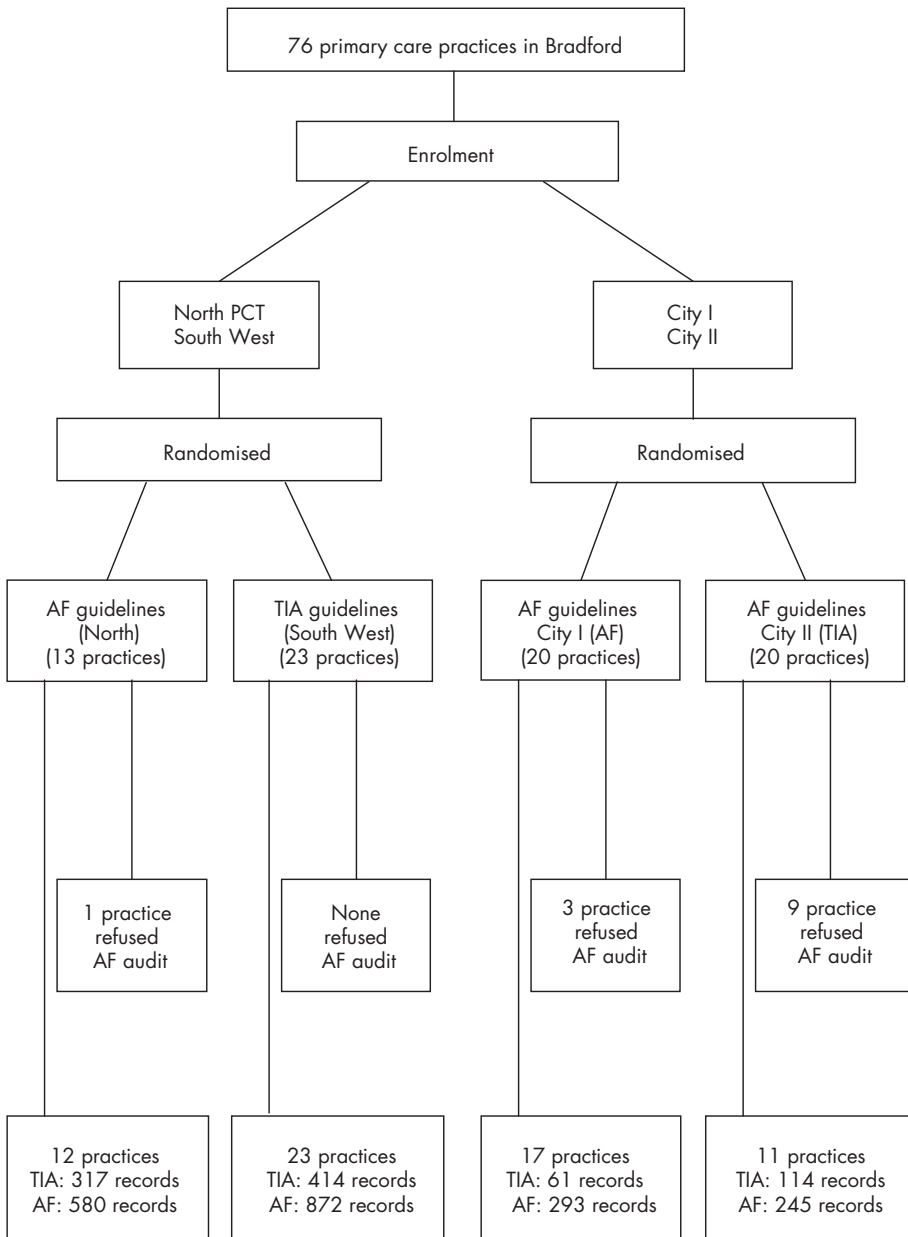 76 primary care practices in Bradford
Enrolment
North PCT
South West
City I
City II
Randomised
Randomised
AF guidelines
(North)
(13 practices)
TIA guidelines
(South West)
(23 practices)
AF guidelines
City I (AF)
(20 practices)
AF guidelines
City II (TIA)
(20 practices)
1 practice
refused
AF audit
None
refused
AF audit
3 practice
refused
AF audit
9 practice
refused
AF audit
12 practices
TIA: 317 records
AF: 580 records
23 practices
TIA: 414 records
AF: 872 records
17 practices
TIA: 61 records
AF: 293 records
11 practices
TIA: 114 records
AF: 245 records